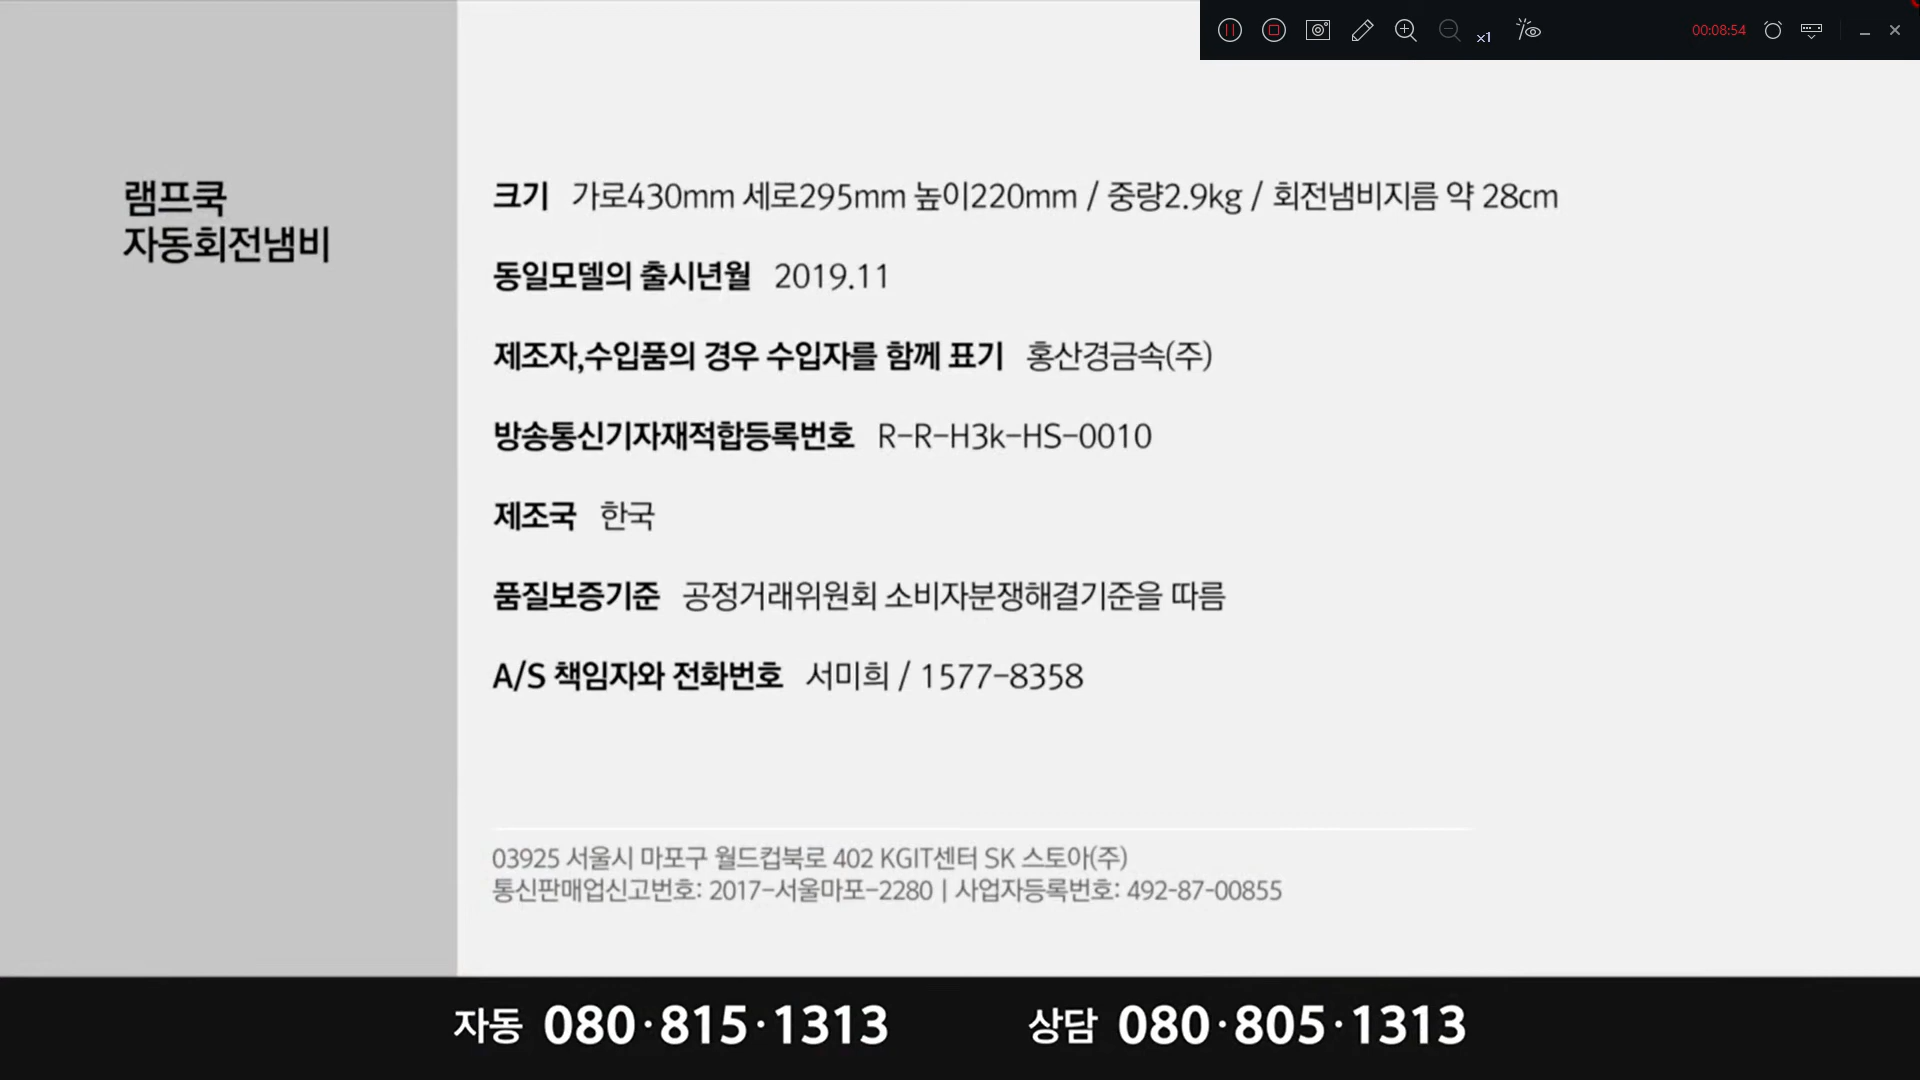 x1
00:08:54
램프쿡
자동회전냄비
크기 가로430mm 세로295mm 높이220mm / 중량2.9kg / 회전냄비지름 약 28cm
동일모델의 출시년월 2019.11
제조자,수입품의 경우 수입자를 함께 표기 홍산경금속(주)
방송통신기자재적합등록번호 R-R-H3k-HS-0010
제조국 한국
품질보증기준 공정거래위원회 소비자분쟁해결기준을 따름
A/S 책임자와 전화번호 서미희 / 1577-8358
03925 서울시 마포구 월드컵북로 402 KGIT센터 SK 스토아(주)
통신판매업신고번호: 2017-서울마포-2280 | 사업자등록번호: 492-87-00855
자동 080·815·1313 상담 080·805·1313